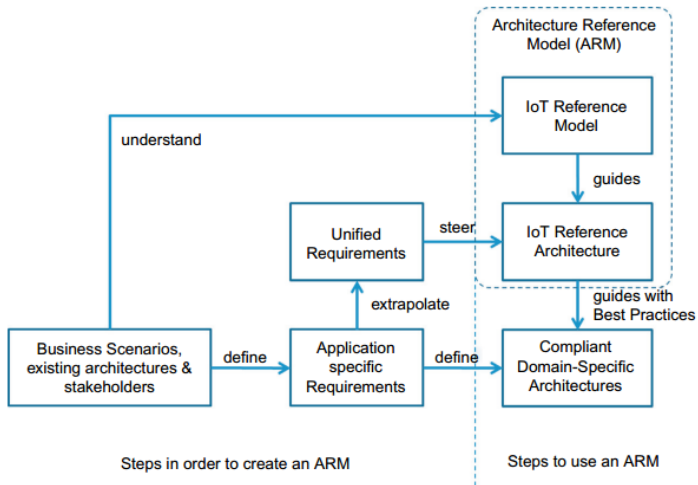 Architecture Reference
Model (ARM)
IoT Reference
Model
understand
guides
Unified
Requirements
steer
IoT Reference
Architecture
extrapolate
guides with
Best Practices
Business Scenarios,
existing architectures &
stakeholders
define
Application
specific
Requirements
define
Compliant
Domain-Specific
Architectures
Steps in order to create an ARM
Steps to use an ARM